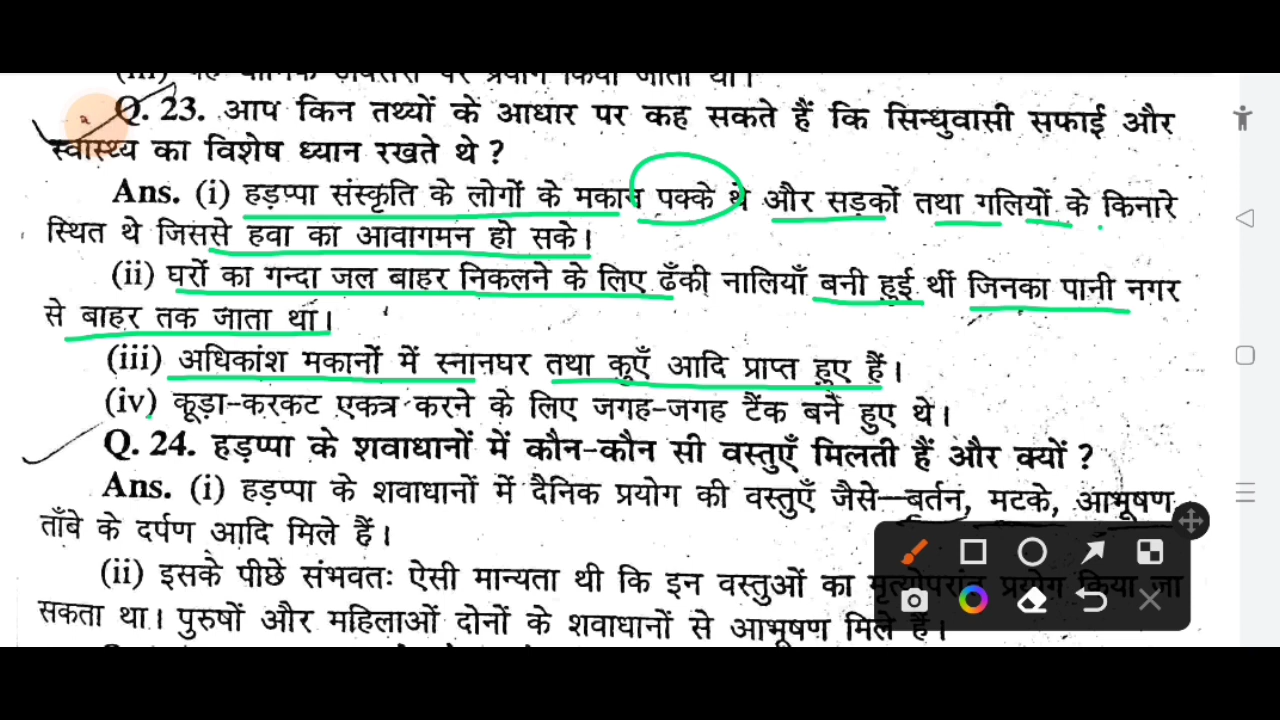 Q. 23. आप किन तथ्यों के आधार पर कह सकते हैं कि सिन्धुवासी सफाई और
स्वास्थ्य का विशेष ध्यान रखते थे ?
Ans. (i) हड़प्पा संस्कृति के लोगों के मकान पक्के थे और सड़कों तथा गलियों के किनारे
स्थित थे जिससे हवा का आवागमन हो सके।
(ii) घरों का गन्दा जल बाहर निकलने के लिए ढँकी नालियाँ बनी हुई थीं जिनका पानी नगर
से बाहर तक जाता था।
(iii) अधिकांश मकानों में स्नानघर तथा कुएँ आदि प्राप्त हुए हैं।
(iv) कूड़ा-करकट एकत्र करने के लिए जगह-जगह टैंक बने हुए थे।
Q. 24. हड़प्पा के शवाधानों में कौन-कौन सी वस्तुएँ मिलती हैं और क्यों ?
Ans. (i) हड़प्पा के शवाधानों में दैनिक प्रयोग की वस्तुएँ जैसे—बर्तन, मटके, आभूषण
ताँबे के दर्पण आदि मिले हैं।
(ii) इसके पीछे संभवतः ऐसी मान्यता थी कि इन वस्तुओं का मृत्योपरांत प्रयोग किया जा
सकता था। पुरुषों और महिलाओं दोनों के शवाधानों से आभूषण मिले हैं।